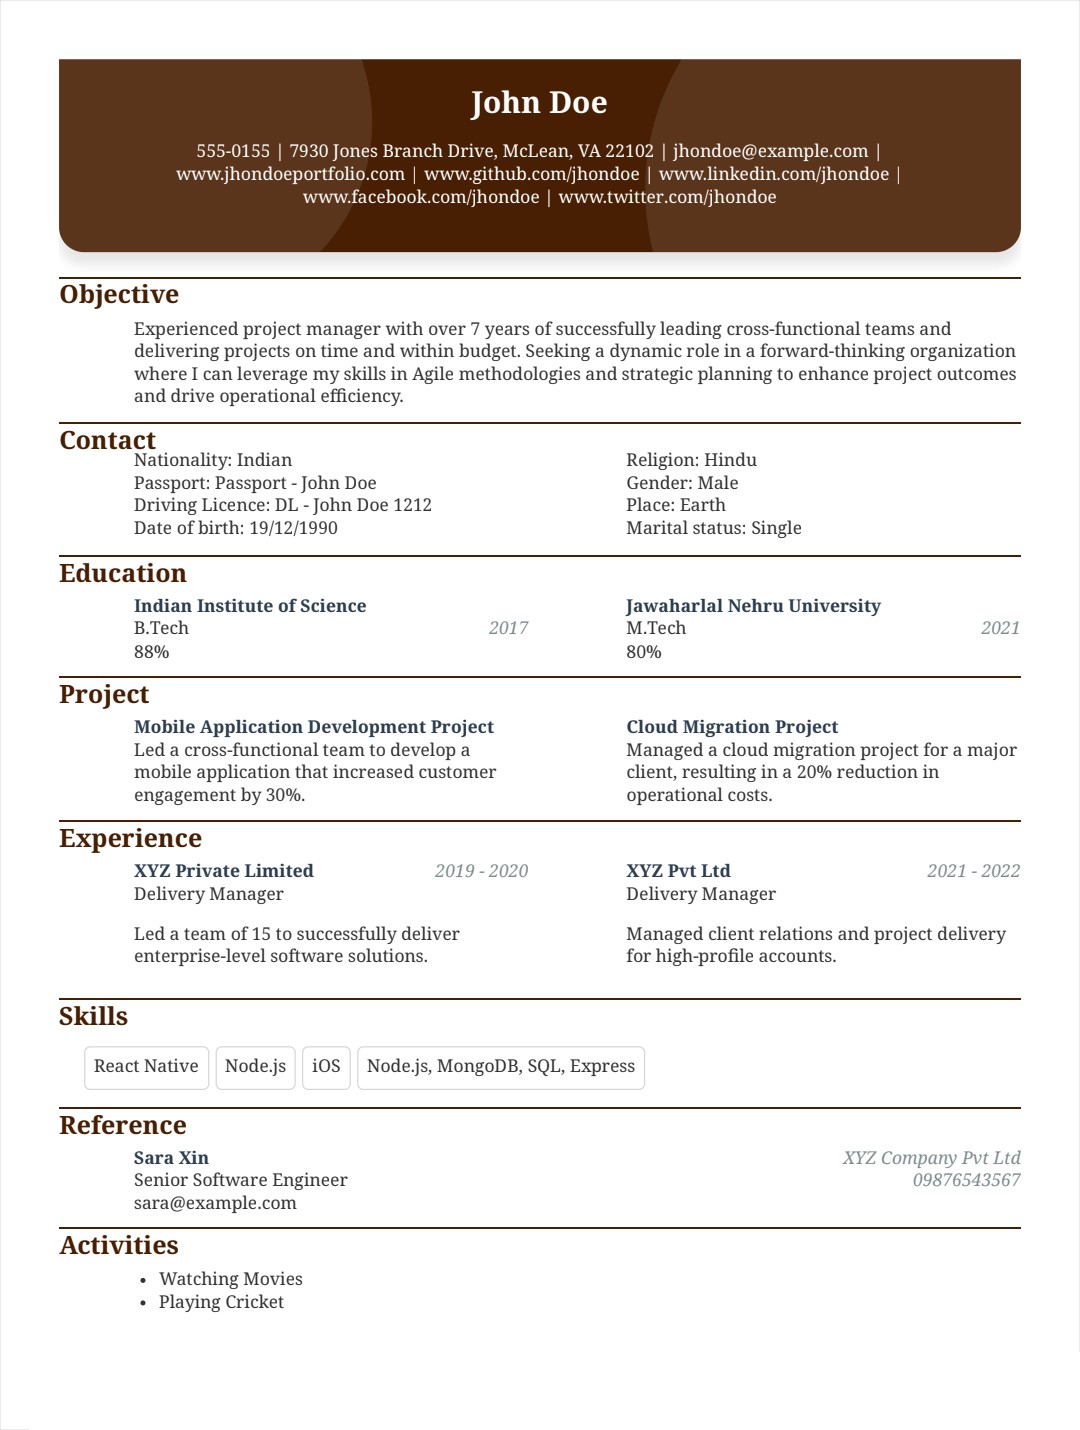 John Doe
555-0155 | 7930 Jones Branch Drive, McLean, VA 22102 | jhondoe@example.com |
www.jhondoeportfolio.com | www.github.com/jhondoe | www.linkedin.com/jhondoe |
www.facebook.com/jhondoe | www.twitter.com/jhondoe
Objective
Experienced project manager with over 7 years of successfully leading cross-functional teams and
delivering projects on time and within budget. Seeking a dynamic role in a forward-thinking organization
where I can leverage my skills in Agile methodologies and strategic planning to enhance project outcomes
and drive operational efficiency.
Contact
Nationality: Indian
Passport: Passport - John Doe
Driving Licence: DL - John Doe 1212
Date of birth: 19/12/1990
Religion: Hindu
Gender: Male
Place: Earth
Marital status: Single
Education
Indian Institute of Science
B.Tech 2017
88%
Jawaharlal Nehru University
M.Tech 2021
80%
Project
Mobile Application Development Project
Led a cross-functional team to develop a
mobile application that increased customer
engagement by 30%.
Cloud Migration Project
Managed a cloud migration project for a major
client, resulting in a 20% reduction in
operational costs.
Experience
XYZ Private Limited 2019 - 2020
Delivery Manager
Led a team of 15 to successfully deliver
enterprise-level software solutions.
XYZ Pvt Ltd 2021 - 2022
Delivery Manager
Managed client relations and project delivery
for high-profile accounts.
Skills
React Native Node.js iOS Node.js, MongoDB, SQL, Express
Reference
Sara Xin XYZ Company Pvt Ltd
Senior Software Engineer 09876543567
sara@example.com
Activities
• Watching Movies
• Playing Cricket